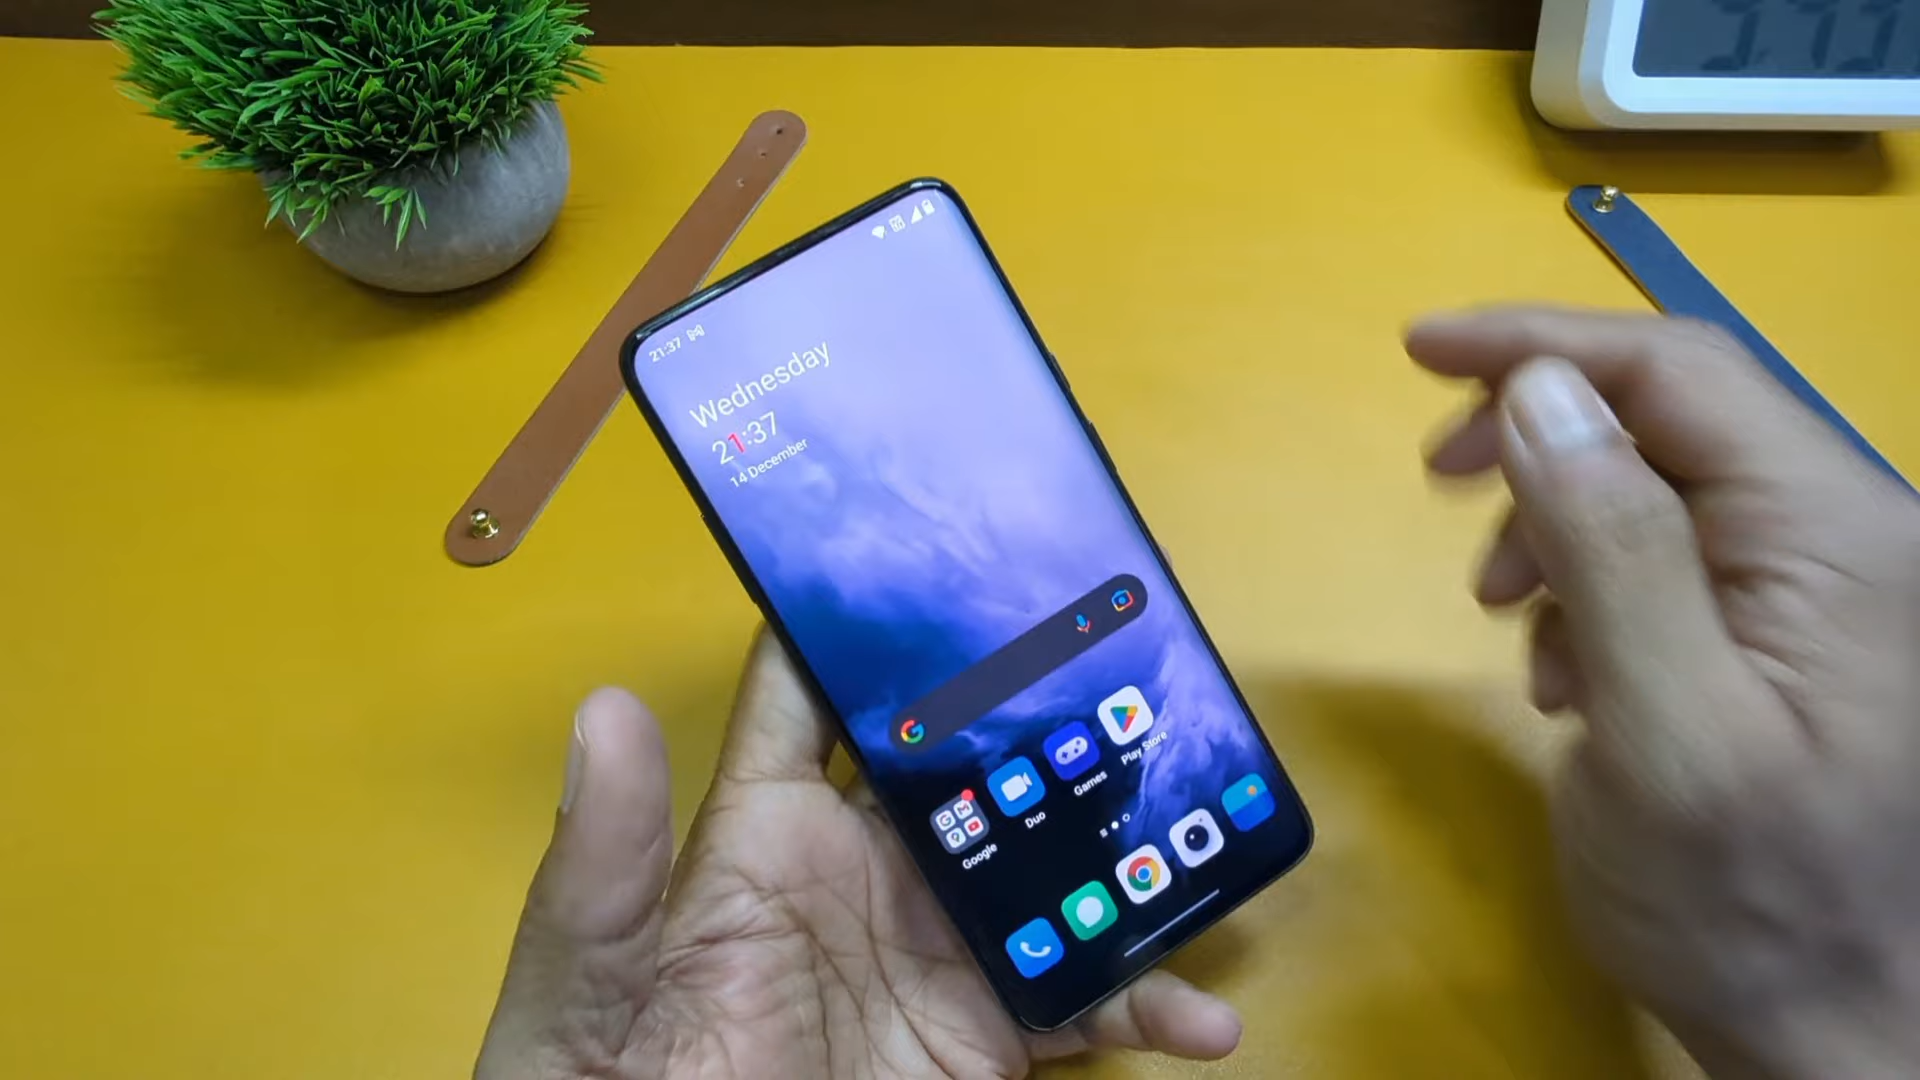 21:37
Wednesday
21:37
14 December
Google
Duo
Games
Play Store